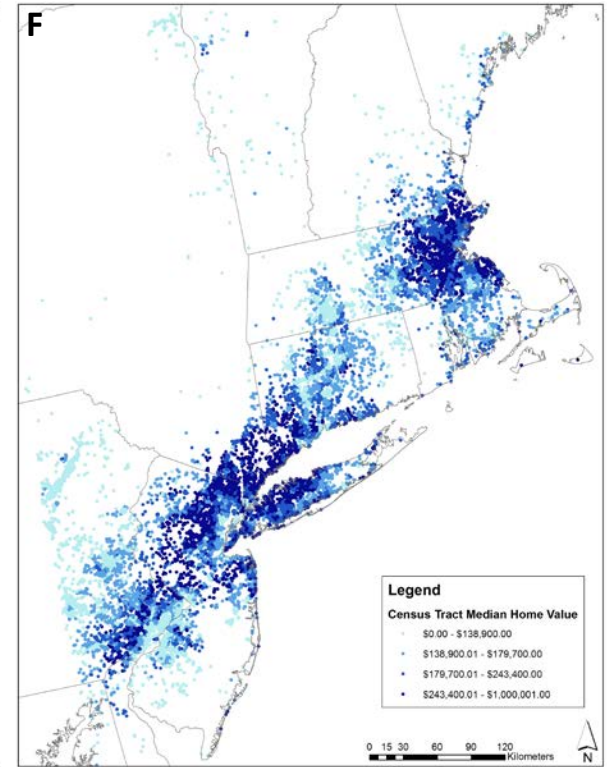 F
Legend
Census Tract Median Home Value
$0.00 - $138,900.00
$138,900.01 - $179,700.00
$179,700.01 - $243,400.00
$243,400.01 - $1,000,001.00
0 15 30 60 90 120
Kilometers
N